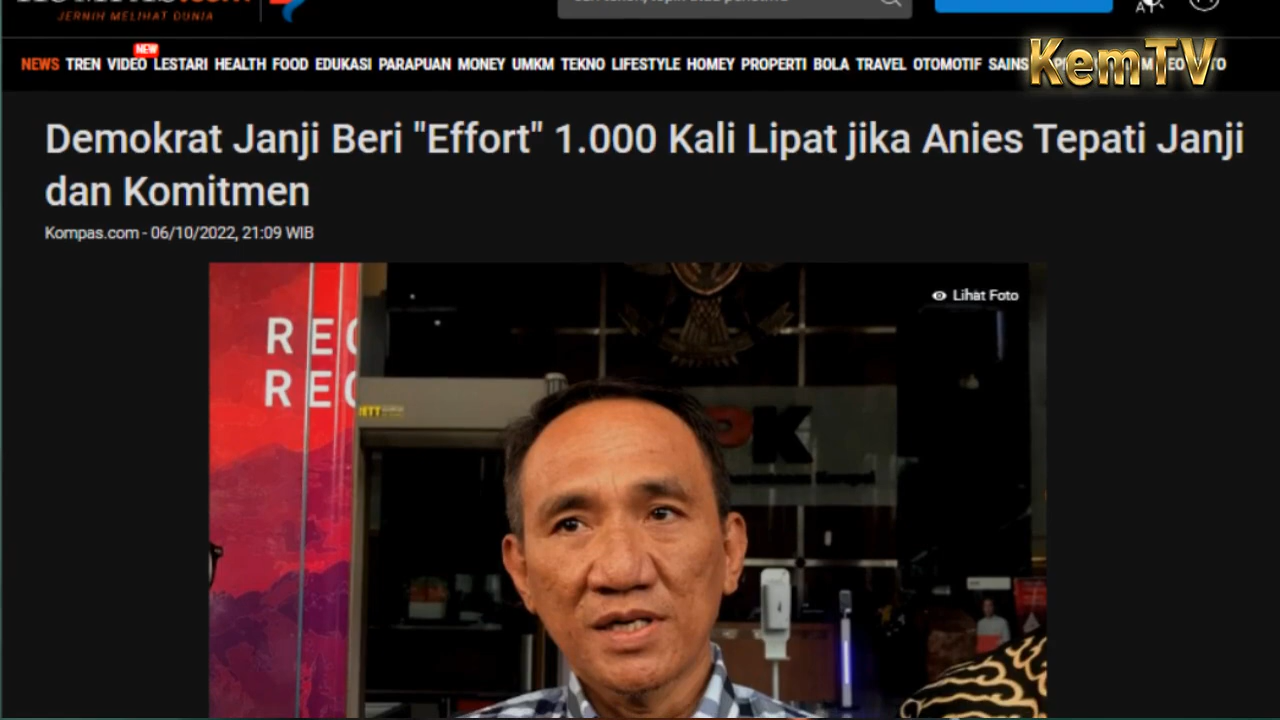 JERNIH MELIHAT DUNIA
KemTV
NEW
NEWS TREN VIDEO LESTARI HEALTH FOOD EDUKASI PARAPUAN MONEY UMKM TEKNO LIFESTYLE HOMEY PROPERTI BOLA TRAVEL OTOMOTIF SAINS
Demokrat Janji Beri "Effort" 1.000 Kali Lipat jika Anies Tepati Janji
dan Komitmen
Kompas.com - 06/10/2022, 21:09 WIB
Lihat Foto